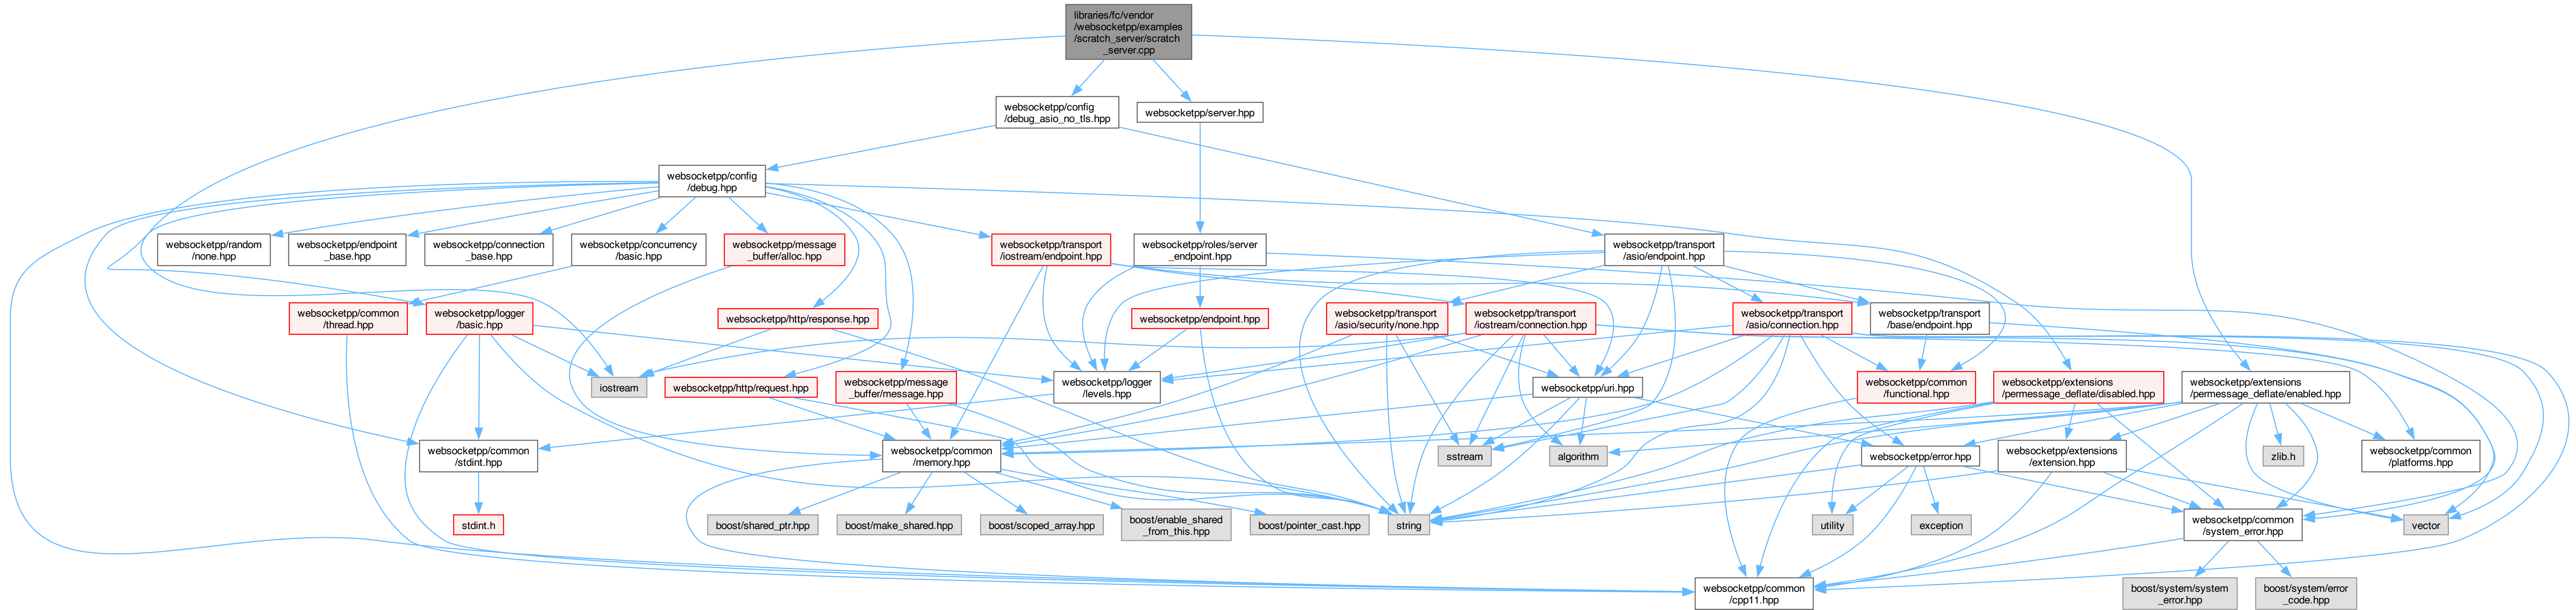 libraries/fc/vendor
/websocketpp/examples
/scratch_server/scratch
_server.cpp
websocketpp/config
/debug_asio_no_tls.hpp
websocketpp/server.hpp
websocketpp/config
/debug.hpp
websocketpp/random
/none.hpp
websocketpp/endpoint
_base.hpp
websocketpp/connection
_base.hpp
websocketpp/concurrency
/basic.hpp
websocketpp/message
_buffer/alloc.hpp
websocketpp/transport
/iostream/endpoint.hpp
websocketpp/roles/server
_endpoint.hpp
websocketpp/transport
/asio/endpoint.hpp
websocketpp/common
/thread.hpp
websocketpp/logger
/basic.hpp
websocketpp/http/response.hpp
websocketpp/endpoint.hpp
websocketpp/transport
/asio/security/none.hpp
websocketpp/transport
/iostream/connection.hpp
websocketpp/transport
/asio/connection.hpp
websocketpp/transport
/base/endpoint.hpp
iostream
websocketpp/http/request.hpp
websocketpp/message
_buffer/message.hpp
websocketpp/logger
/levels.hpp
websocketpp/uri.hpp
websocketpp/common
/functional.hpp
websocketpp/extensions
/permessage_deflate/disabled.hpp
websocketpp/extensions
/permessage_deflate/enabled.hpp
websocketpp/common
/stdint.hpp
websocketpp/common
/memory.hpp
sstream
algorithm
websocketpp/error.hpp
websocketpp/extensions
/extension.hpp
zlib.h
websocketpp/common
/platforms.hpp
stdint.h
boost/shared_ptr.hpp
boost/make_shared.hpp
boost/scoped_array.hpp
boost/enable_shared
_from_this.hpp
boost/pointer_cast.hpp
string
utility
exception
websocketpp/common
/system_error.hpp
vector
websocketpp/common
/cpp11.hpp
boost/system/system
_error.hpp
boost/system/error
_code.hpp